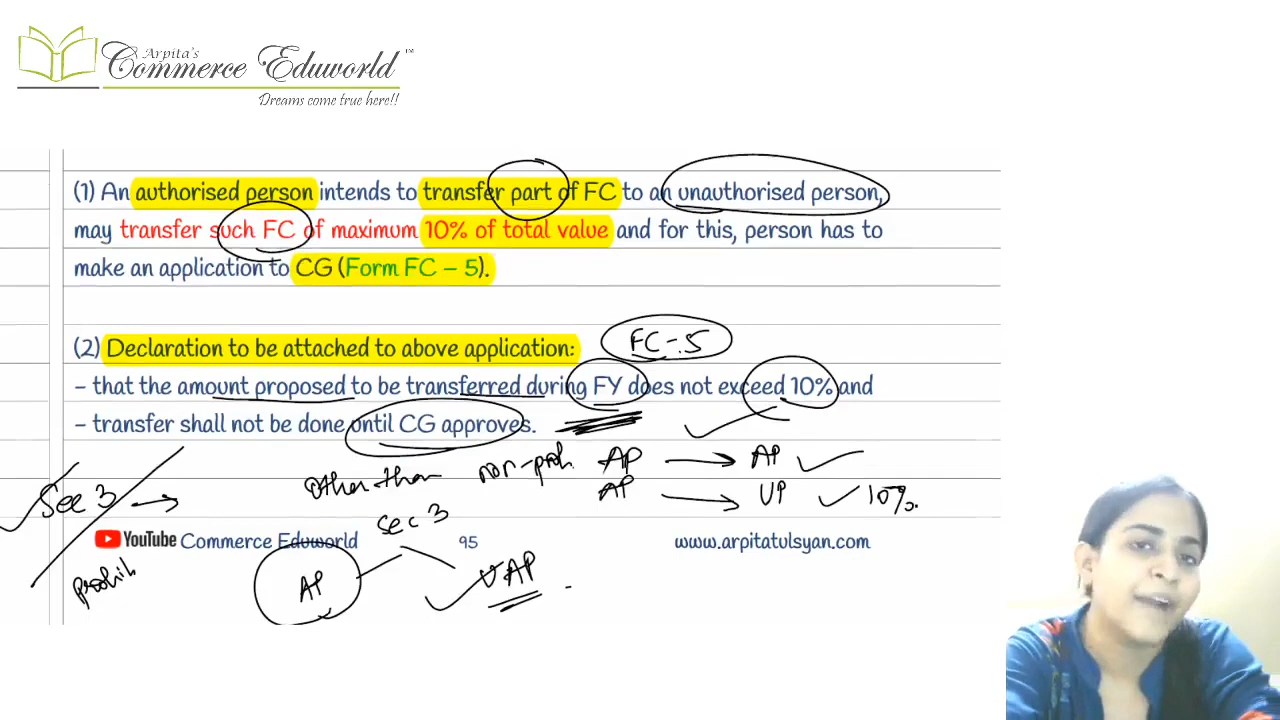 Arpita's
Commerce Eduworld™
Dreams come true here!!
(1) An authorised person intends to transfer part of FC to an unauthorised person,
may transfer such FC of maximum 10% of total value and for this, person has to
make an application to CG (Form FC – 5).
(2) Declaration to be attached to above application:
FC-5
- that the amount proposed to be transferred during FY does not exceed 10% and
- transfer shall not be done until CG approves.
Sec 3 →
Other than non-proh.
AP → AP ✓
AP → UP ✓ 10%.
sec 3
YouTube Commerce Eduworld
95
www.arpitatulsyan.com
prohib
AP
UAP